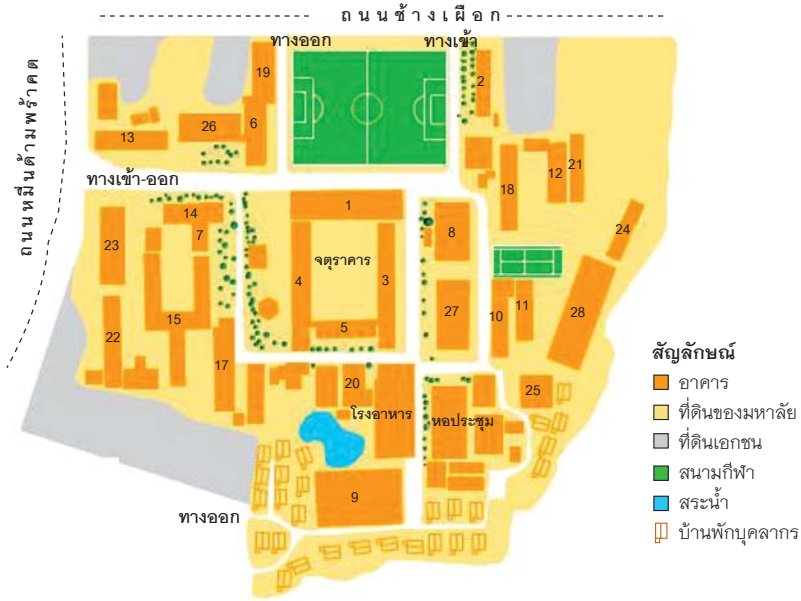 ถนนช้างเผือก
ทางออก
ทางเข้า
19
2
ถนนหมื่นด้ามพร้าคต
13
26
6
18
12
21
ทางเข้า-ออก
14
1
7
8
23
24
จตุราคาร
4
3
27
28
10
11
15
5
22
17
20
25
โรงอาหาร
หอประชุม
9
ทางออก
สัญลักษณ์
อาคาร
ที่ดินของมหาลัย
ที่ดินเอกชน
สนามกีฬา
สระน้ำ
บ้านพักบุคลากร